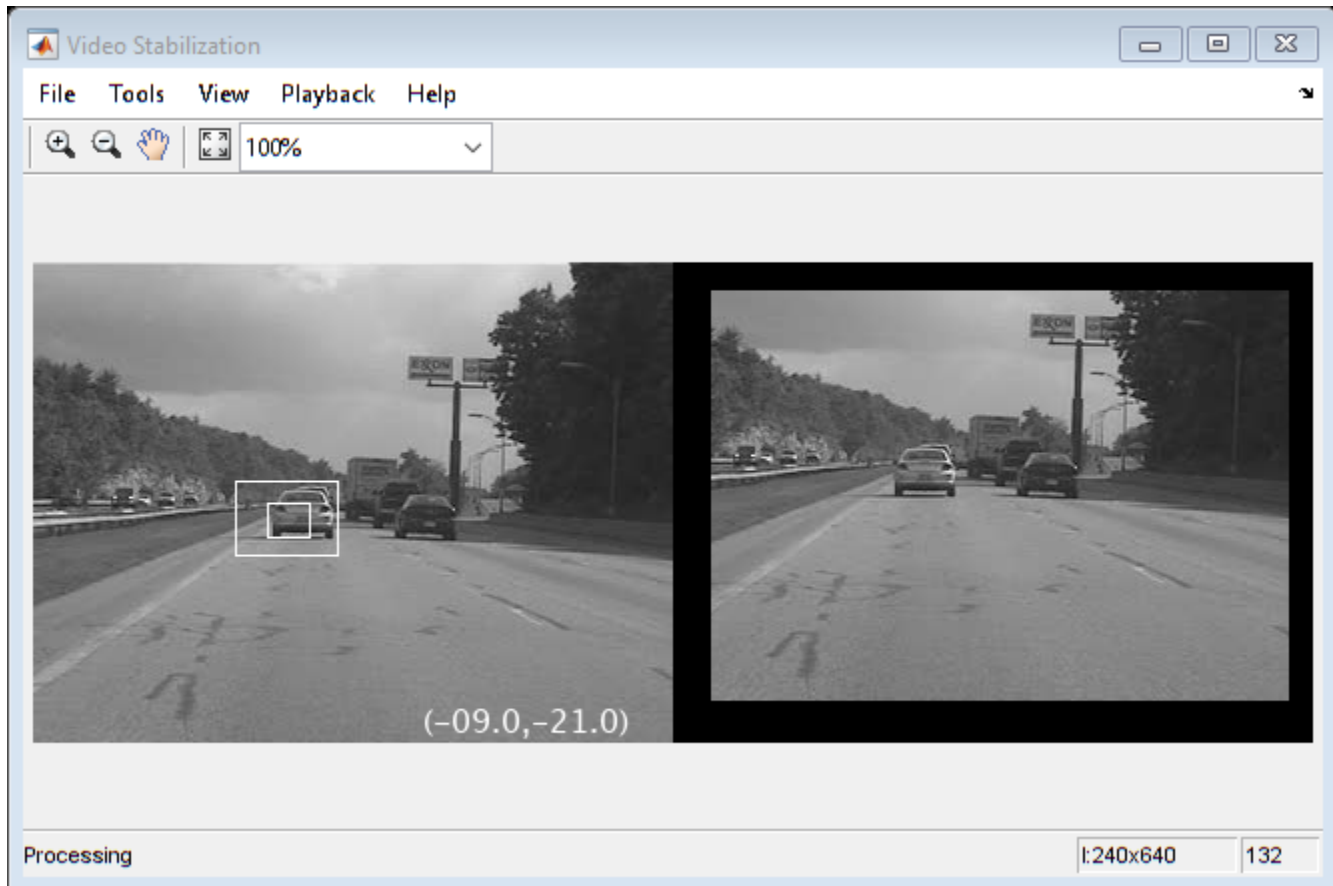 Video Stabilization
File Tools View Playback Help
100%
EXXON
EXXON
(-09.0,-21.0)
Processing
I:240x640 132